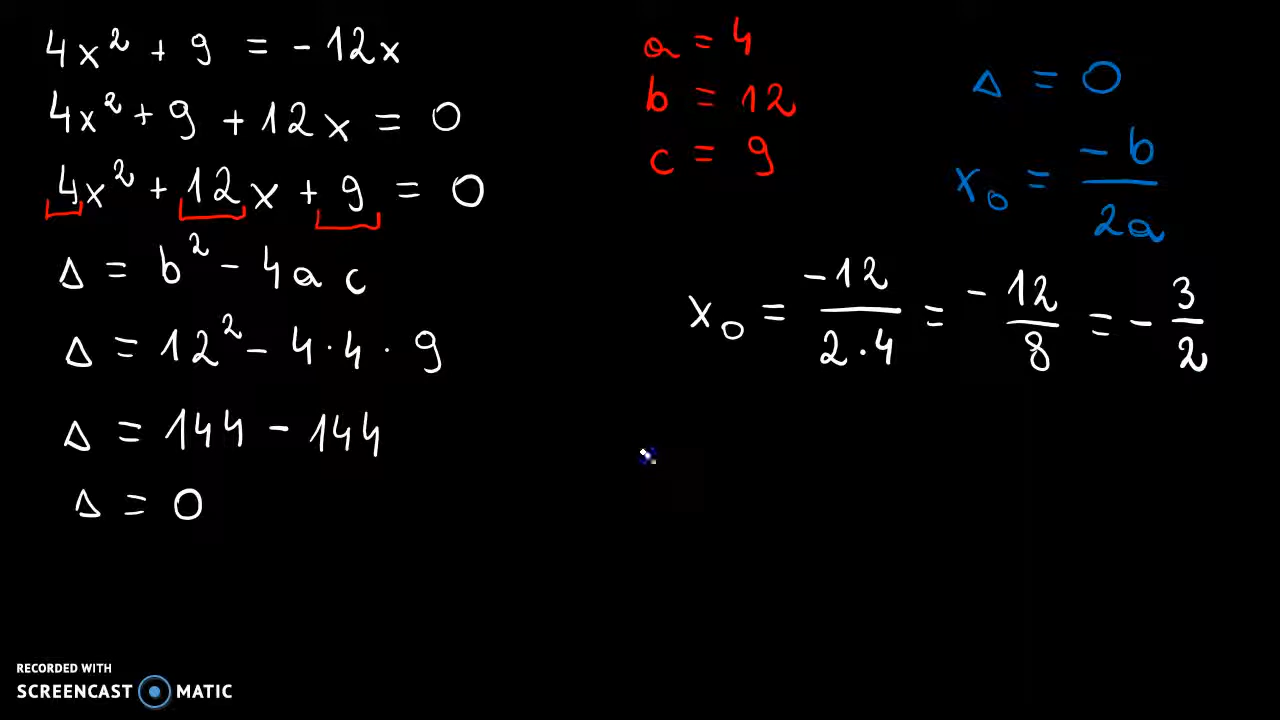 4x² + 9 = -12x
4x² + 9 + 12x = 0
4x² + 12x + 9 = 0
Δ = b² - 4ac
Δ = 12² - 4·4·9
Δ = 144 - 144
Δ = 0
a = 4
b = 12
c = 9
Δ = 0
x₀ = -b/2a
x₀ = -12/2·4 = -12/8 = -3/2
RECORDED WITH
SCREENCAST MATIC